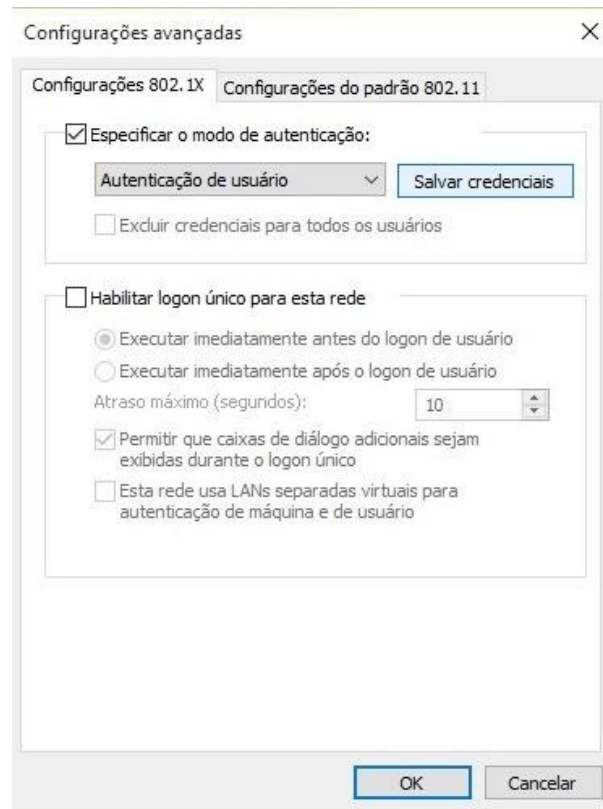 Configurações avançadas
Configurações 802.1X
Configurações do padrão 802.11
Especificar o modo de autenticação:
Autenticação de usuário
Salvar credenciais
Excluir credenciais para todos os usuários
Habilitar logon único para esta rede
Executar imediatamente antes do logon de usuário
Executar imediatamente após o logon de usuário
Atraso máximo (segundos):
10
Permitir que caixas de diálogo adicionais sejam
exibidas durante o logon único
Esta rede usa LANs separadas virtuais para
autenticação de máquina e de usuário
OK
Cancelar